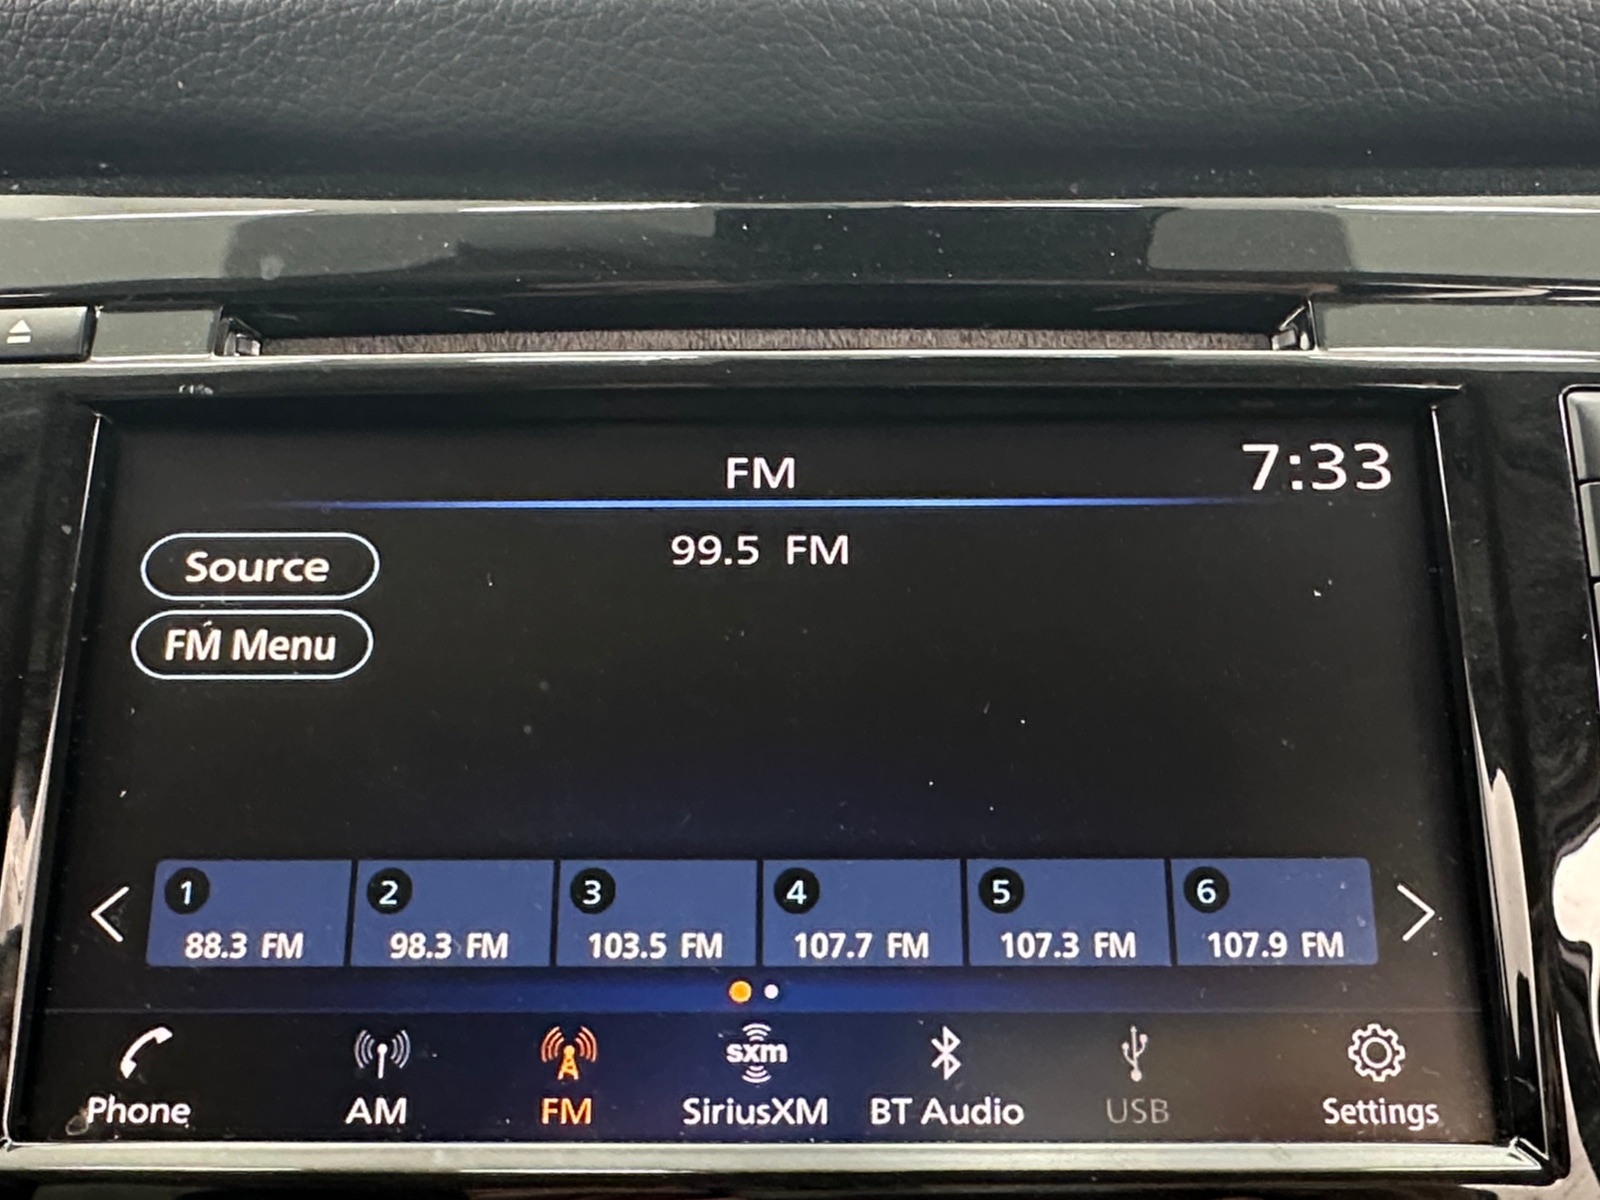 FM
7:33
99.5 FM
Source
FM Menu
1 2 3 4 5 6
88.3 FM 98.3 FM 103.5 FM 107.7 FM 107.3 FM 107.9 FM
sxm
Phone AM FM SiriusXM BT Audio USB Settings